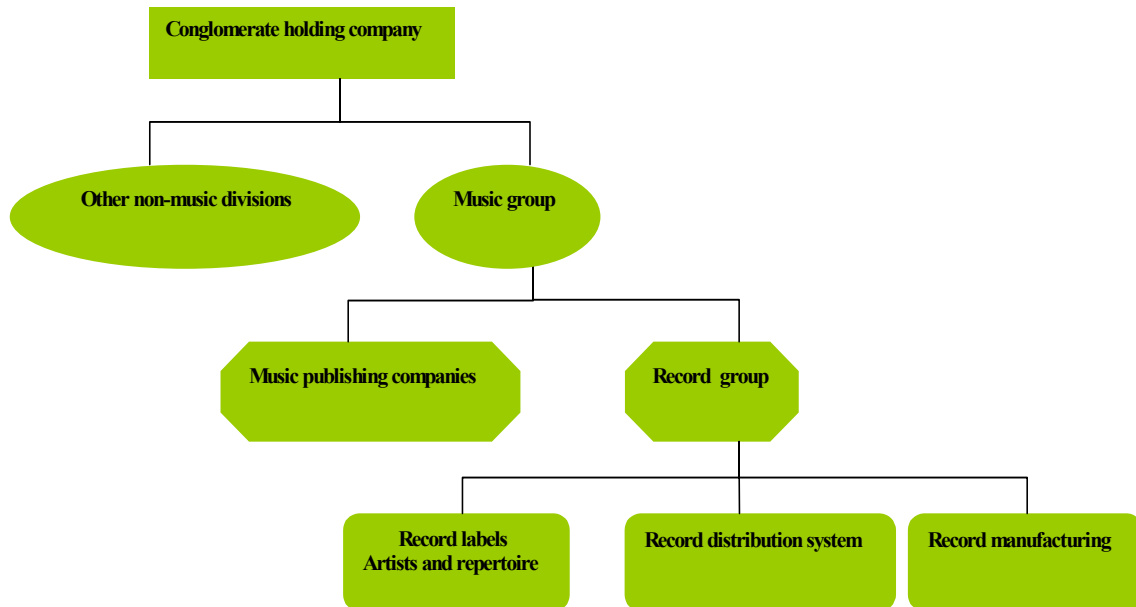 Conglomerate holding company
Other non-music divisions
Music group
Music publishing companies
Record group
Record labels
Artists and repertoire
Record distribution system
Record manufacturing